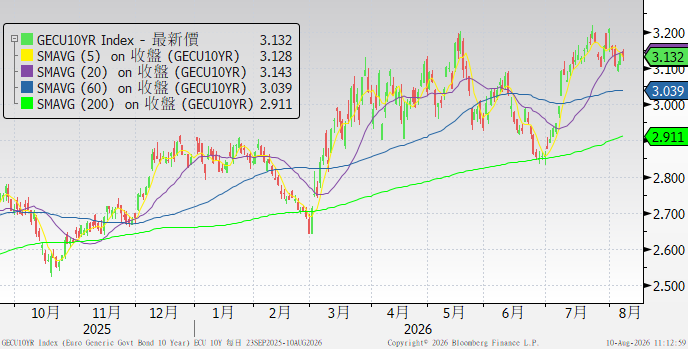 GECU10YR Index - 最新價 3.132
SMAVG (5) on 收盤 (GECU10YR) 3.128
SMAVG (20) on 收盤 (GECU10YR) 3.143
SMAVG (60) on 收盤 (GECU10YR) 3.039
SMAVG (200) on 收盤 (GECU10YR) 2.911
3.200
3.132
3.100
3.039
3.000
2.911
2.800
2.700
2.600
2.500
10月 11月 12月 1月 2月 3月 4月 5月 6月 7月 8月
2025 2026
GECU10YR Index (Euro Generic Govt Bond 10 Year) ECU 10Y 每日 23SEP2025-10AUG2026 Copyright© 2026 Bloomberg Finance L.P. 10-Aug-2026 11:12:59